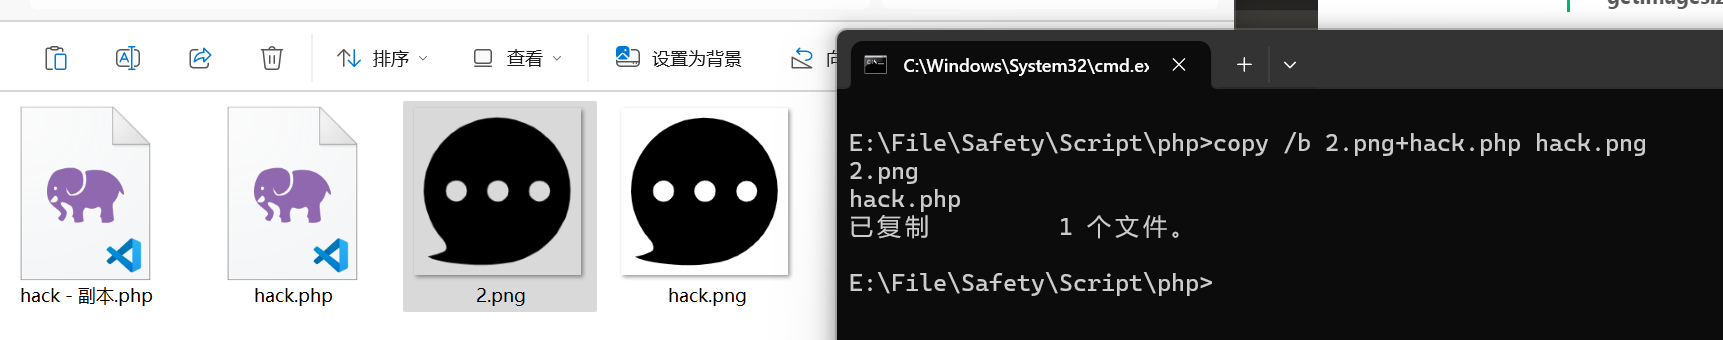 排序
查看
设置为背景
向
C:\Windows\System32\cmd.ex
E:\File\Safety\Script\php>copy /b 2.png+hack.php hack.png
2.png
hack.php
已复制         1 个文件。
E:\File\Safety\Script\php>
hack - 副本.php
hack.php
2.png
hack.png